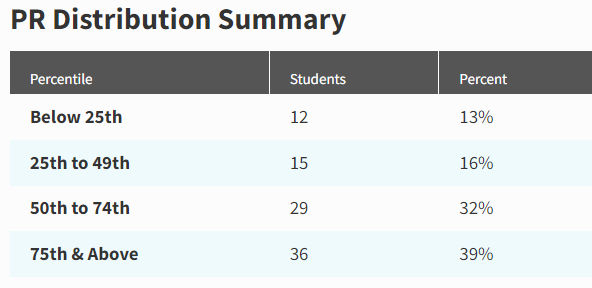 PR Distribution Summary
Percentile Students Percent
Below 25th 12 13%
25th to 49th 15 16%
50th to 74th 29 32%
75th & Above 36 39%